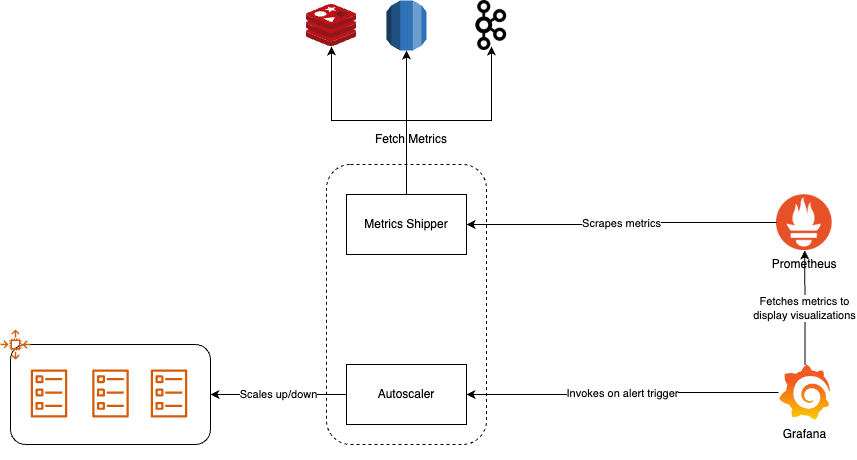 Fetch Metrics
Metrics Shipper
Scrapes metrics
Prometheus
Fetches metrics to
display visualizations
Scales up/down
Autoscaler
Invokes on alert trigger
Grafana